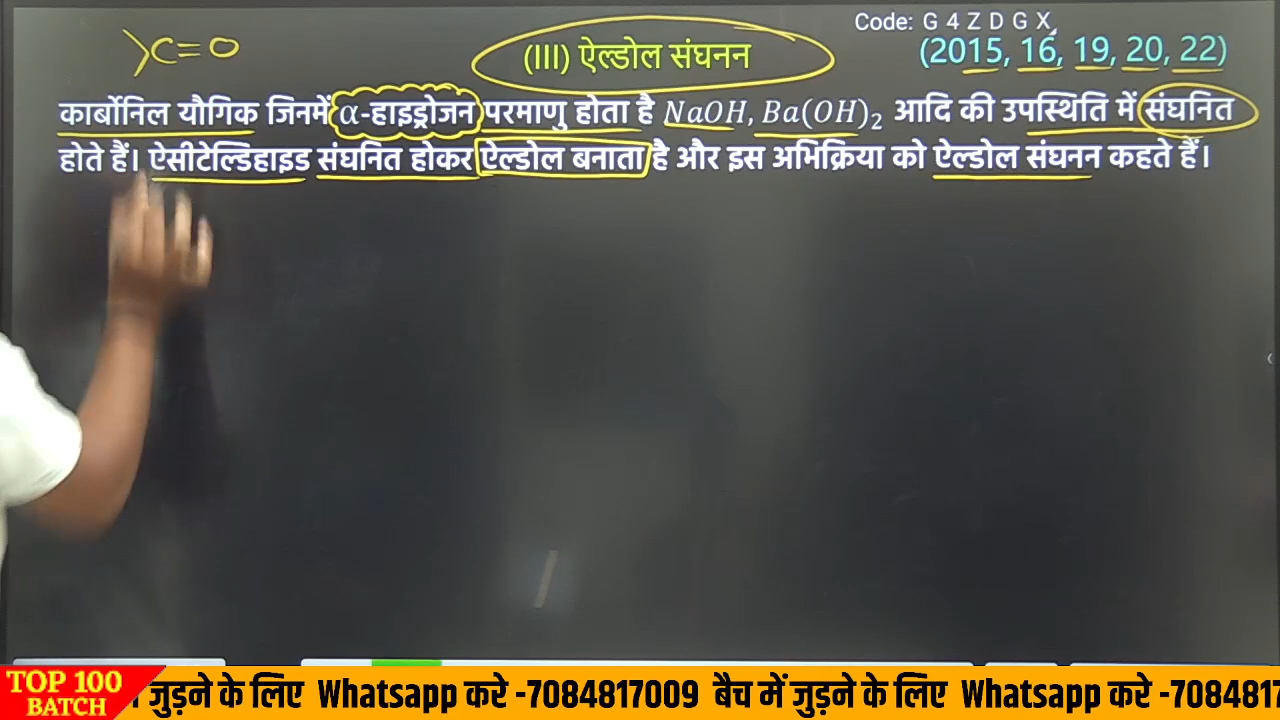 Code: G 4 Z D G X
>C=O
(III) ऐल्डोल संघनन
(2015, 16, 19, 20, 22)
कार्बोनिल यौगिक जिनमें α-हाइड्रोजन परमाणु होता है NaOH, Ba(OH)₂ आदि की उपस्थिति में संघनित
होते हैं। ऐसीटेल्डिहाइड संघनित होकर ऐल्डोल बनाता है और इस अभिक्रिया को ऐल्डोल संघनन कहते हैं।
TOP 100
BATCH
जुड़ने के लिए Whatsapp करे -7084817009 बैच में जुड़ने के लिए Whatsapp करे -708481